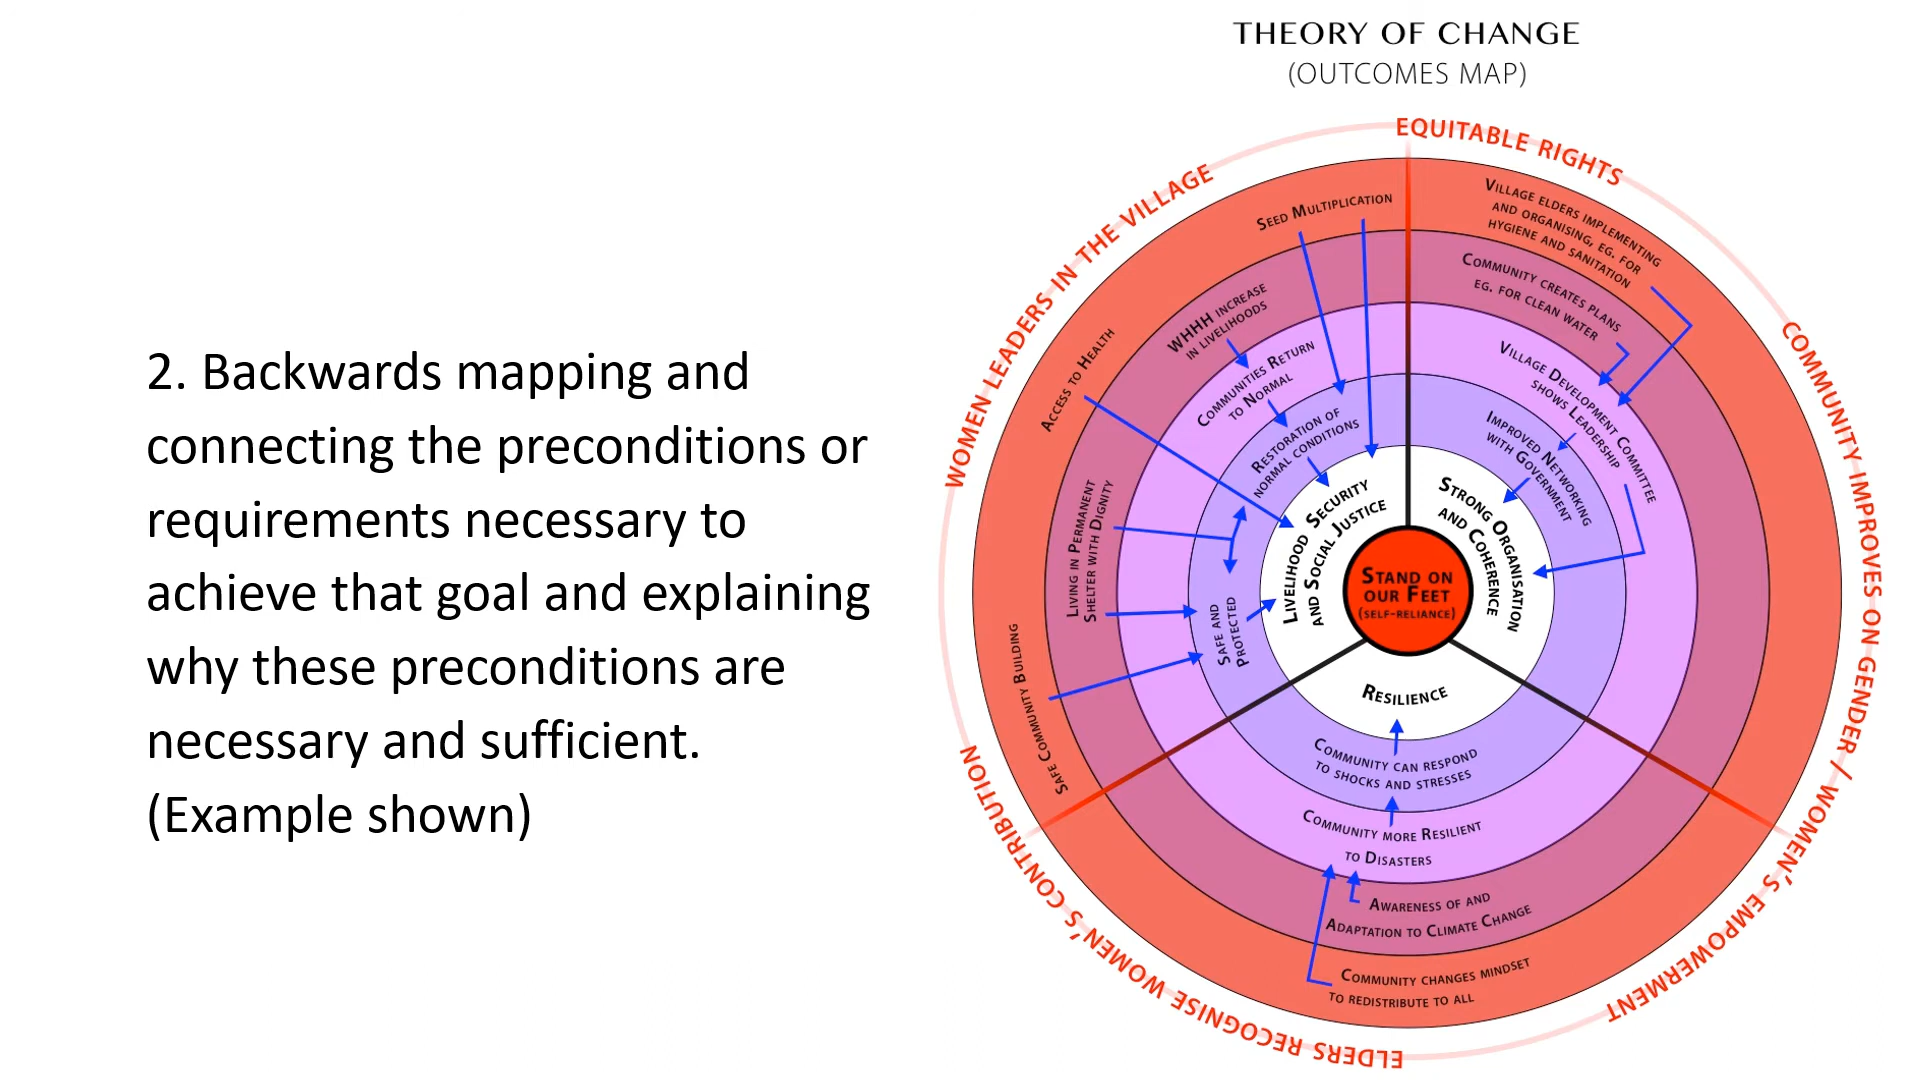 THEORY OF CHANGE
(OUTCOMES MAP)
2. Backwards mapping and
connecting the preconditions or
requirements necessary to
achieve that goal and explaining
why these preconditions are
necessary and sufficient.
(Example shown)
EQUITABLE RIGHTS
COMMUNITY IMPROVES ON GENDER / WOMEN'S EMPOWERMENT
ELDERS RECOGNISE WOMEN'S CONTRIBUTION
WOMEN LEADERS IN THE VILLAGE
SEED MULTIPLICATION
WHHH INCREASE
IN LIVELIHOODS
COMMUNITIES RETURN
TO NORMAL
RESTORATION OF
NORMAL CONDITIONS
ACCESS TO HEALTH
LIVING IN PERMANENT
SHELTER WITH DIGNITY
SAFE AND
PROTECTED
SAFE COMMUNITY BUILDING
LIVELIHOOD SECURITY
AND SOCIAL JUSTICE
VILLAGE ELDERS IMPLEMENTING
AND ORGANISING, EG. FOR
HYGIENE AND SANITATION
COMMUNITY CREATES PLANS
EG. FOR CLEAN WATER
VILLAGE DEVELOPMENT COMMITTEE
SHOWS LEADERSHIP
IMPROVED NETWORKING
WITH GOVERNMENT
STRONG ORGANISATION
AND COHERENCE
STAND ON
OUR FEET
(SELF-RELIANCE)
RESILIENCE
COMMUNITY CAN RESPOND
TO SHOCKS AND STRESSES
COMMUNITY MORE RESILIENT
TO DISASTERS
AWARENESS OF AND
ADAPTATION TO CLIMATE CHANGE
COMMUNITY CHANGES MINDSET
TO REDISTRIBUTE TO ALL